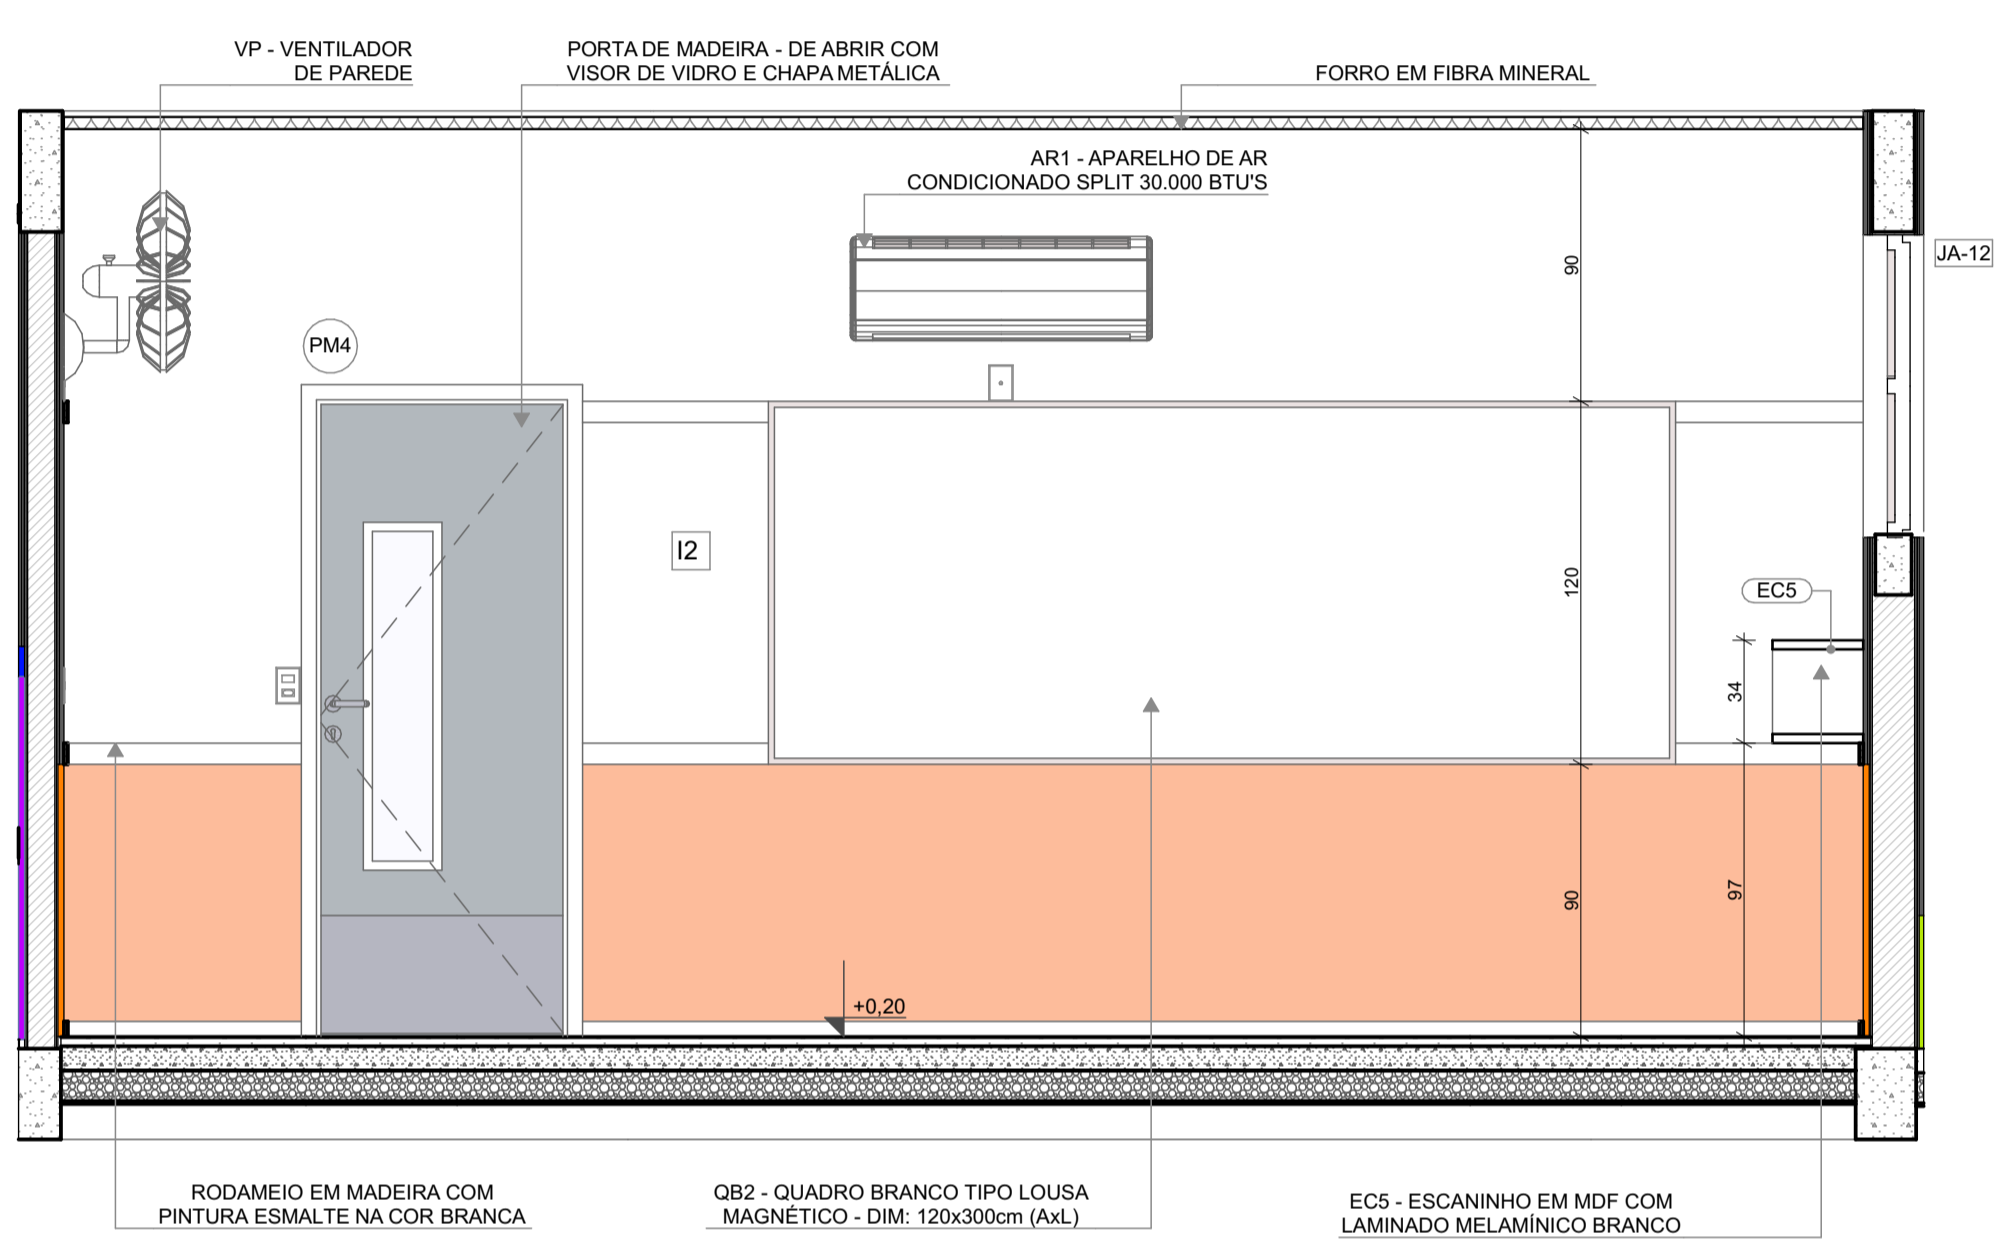 VP - VENTILADOR
DE PAREDE
PORTA DE MADEIRA - DE ABRIR COM
VISOR DE VIDRO E CHAPA METÁLICA
FORRO EM FIBRA MINERAL
AR1 - APARELHO DE AR
CONDICIONADO SPLIT 30.000 BTU'S
JA-12
90
PM4
I2
120
EC5
34
90
97
+0,20
RODAMEIO EM MADEIRA COM
PINTURA ESMALTE NA COR BRANCA
QB2 - QUADRO BRANCO TIPO LOUSA
MAGNÉTICO - DIM: 120x300cm (AxL)
EC5 - ESCANINHO EM MDF COM
LAMINADO MELAMÍNICO BRANCO